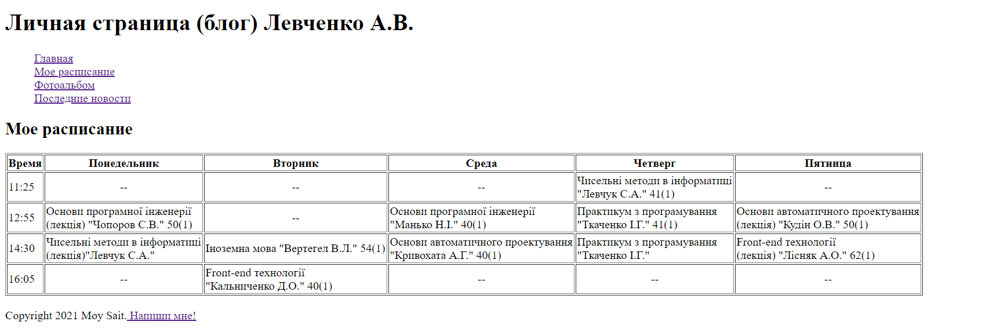 Личная страница (блог) Левченко А.В.
Главная
Мое расписание
Фотоальбом
Последние новости
Мое расписание
Время Понедельник Вторник Среда Четверг Пятница
11:25 -- -- -- Чисельні методи в інформатиці --
"Левчук С.А." 41(1)
12:55 Основи програмної інженерії -- Основи програмної інженерії Практикум з програмування Основи автоматичного проектування
(лекція) "Чопоров С.В." 50(1) "Манько Н.І." 40(1) "Ткаченко І.Г." 41(1) (лекція) "Кудін О.В." 50(1)
14:30 Чисельні методи в інформатиці Іноземна мова "Вертегел В.Л." 54(1) Основи автоматичного проектування Практикум з програмування Front-end технології
(лекція)"Левчук С.А." "Кривохата А.Г." 40(1) "Ткаченко І.Г." (лекція) "Лісняк А.О." 62(1)
16:05 -- Front-end технології -- -- --
"Кальниченко Д.О." 40(1)
Copyright 2021 Moy Sait. Напиши мне!